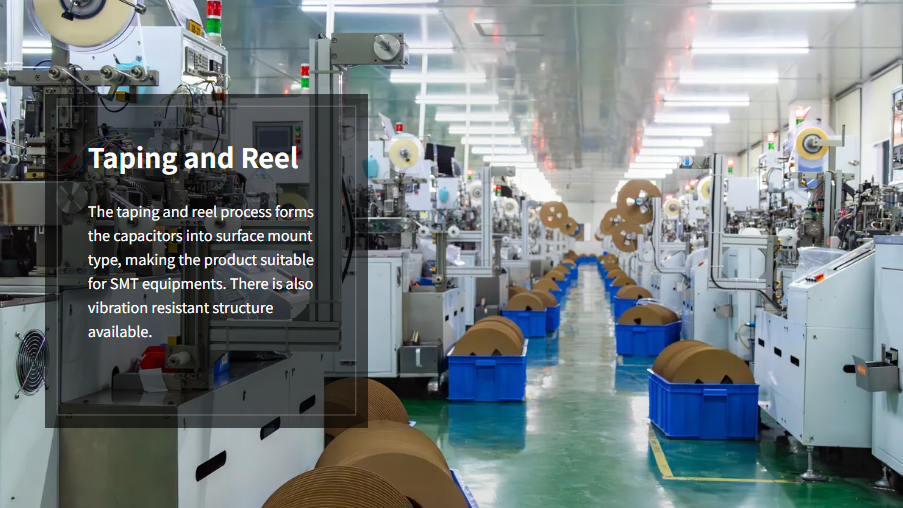 Taping and Reel
The taping and reel process forms
the capacitors into surface mount
type, making the product suitable
for SMT equipments. There is also
vibration resistant structure
available.